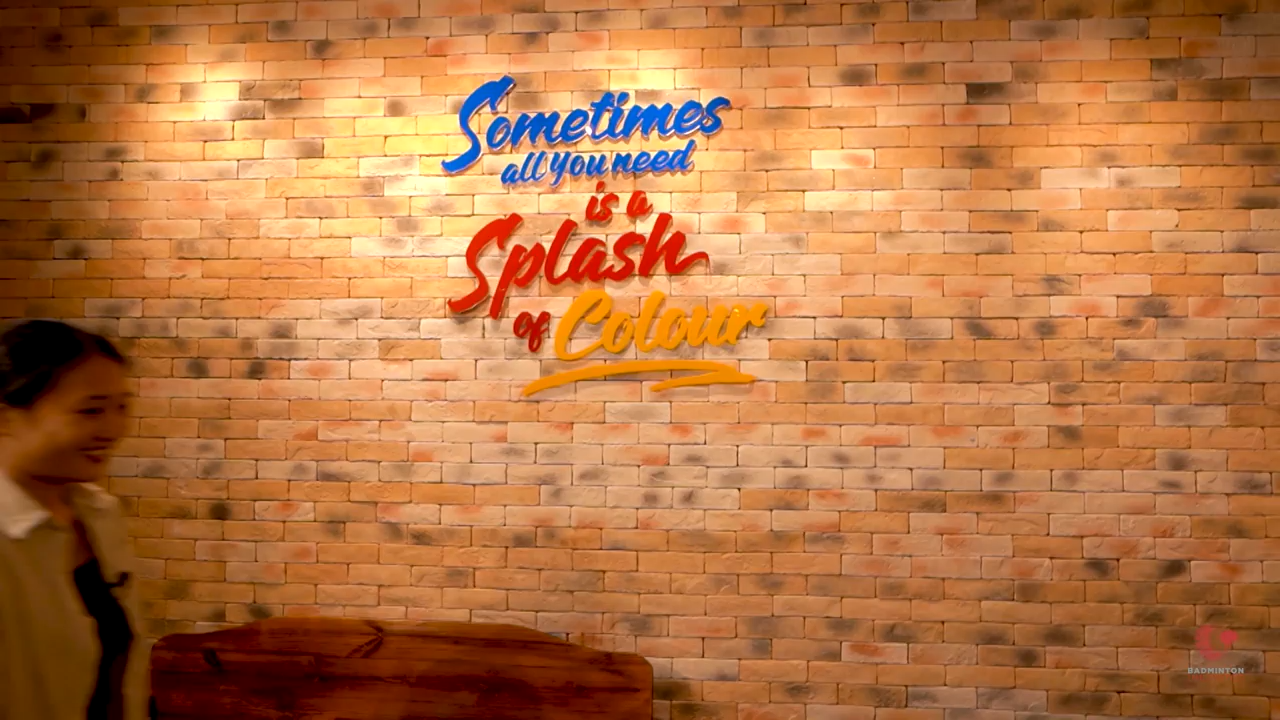 Sometimes
all you need
is a
Splash
of Colour
BADMINTON